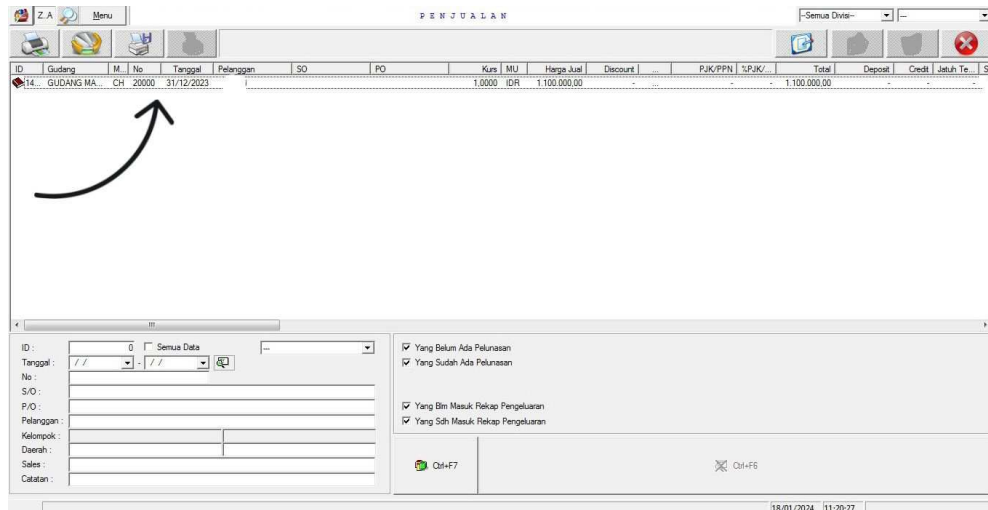 Z.A Menu PENJUALAN --Semua Divisi-- ---
ID Gudang M... No Tanggal Pelanggan SO PO Kurs MU Harga Jual Discount ... PJK/PPN %PJK/... Total Deposit Credit Jatuh Te... S
14... GUDANG MA... CH 20000 31/12/2023 1,0000 IDR 1.100.000,00 - ... - - 1.100.000,00 - - -
ID : 0 Semua Data ---
Tanggal : / / - / /
No :
S/O :
P/O :
Pelanggan :
Kelompok :
Daerah :
Sales :
Catatan :
Yang Belum Ada Pelunasan
Yang Sudah Ada Pelunasan
Yang Blm Masuk Rekap Pengeluaran
Yang Sdh Masuk Rekap Pengeluaran
Ctrl+F7 Ctrl+F6
18/01/2024 11:20:27